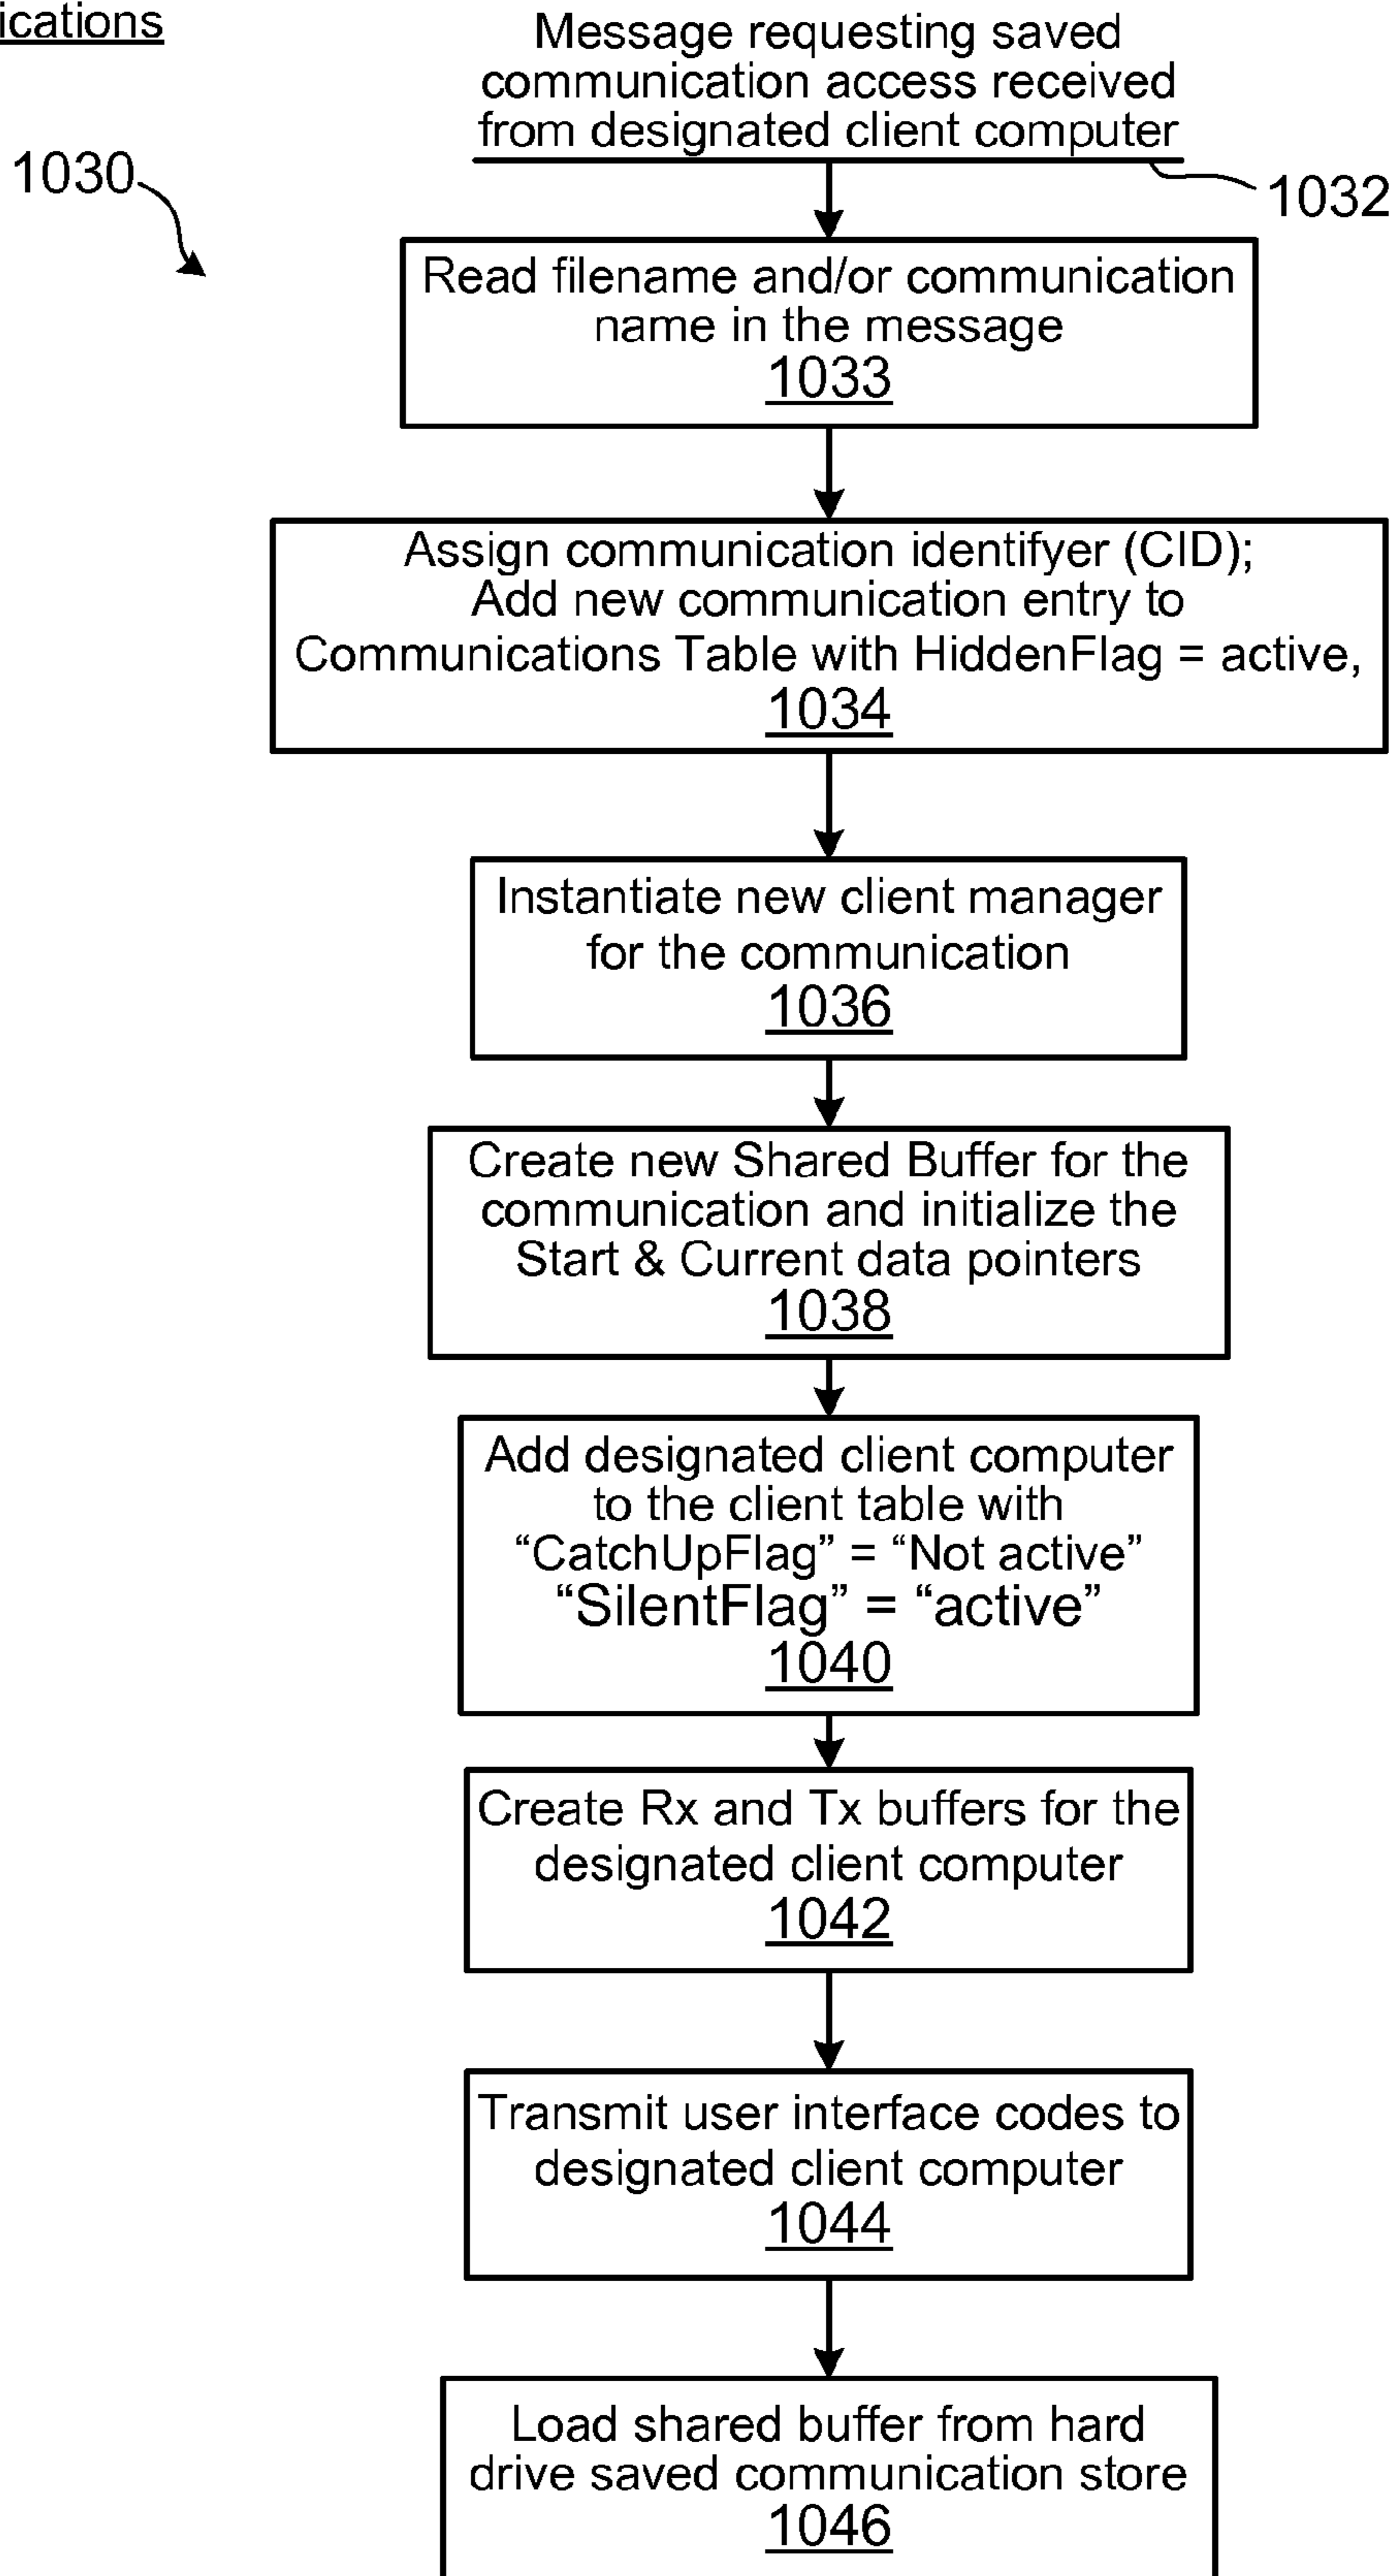 ications
Message requesting saved
communication access received
from designated client computer
1030
1032
Read filename and/or communication
name in the message
1033
Assign communication identifyer (CID);
Add new communication entry to
Communications Table with HiddenFlag = active,
1034
Instantiate new client manager
for the communication
1036
Create new Shared Buffer for the
communication and initialize the
Start & Current data pointers
1038
Add designated client computer
to the client table with
“CatchUpFlag” = “Not active”
“SilentFlag” = “active”
1040
Create Rx and Tx buffers for the
designated client computer
1042
Transmit user interface codes to
designated client computer
1044
Load shared buffer from hard
drive saved communication store
1046